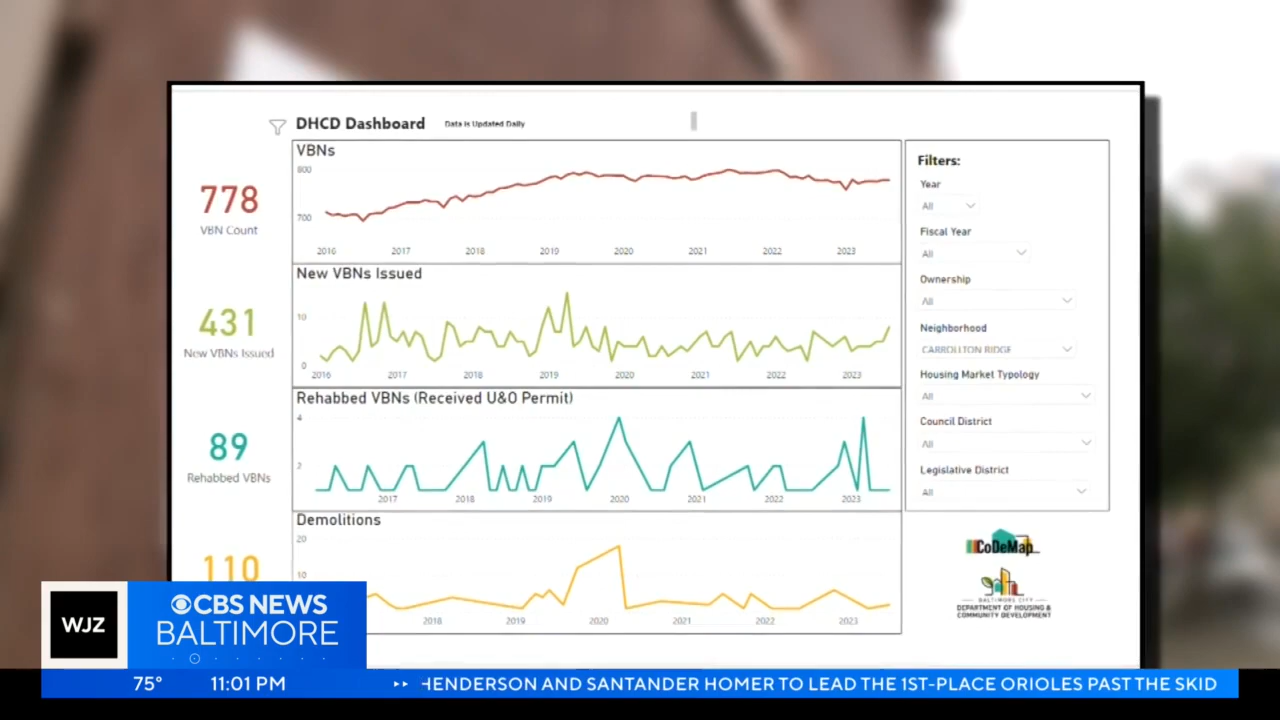 DHCD Dashboard
Data is Updated Daily
778
VBN Count
VBNs
800
700
2016 2017 2018 2019 2020 2021 2022 2023
431
New VBNs Issued
New VBNs Issued
10
0
2016 2017 2018 2019 2020 2021 2022 2023
89
Rehabbed VBNs
Rehabbed VBNs (Received U&O Permit)
4
2
2017 2018 2019 2020 2021 2022 2023
110
Demolitions
20
10
2018 2019 2020 2021 2022 2023
Filters:
Year
All
Fiscal Year
All
Ownership
All
Neighborhood
CARROLLTON RIDGE
Housing Market Typology
All
Council District
All
Legislative District
All
CoDeMap
BALTIMORE CITY
DEPARTMENT OF HOUSING &
COMMUNITY DEVELOPMENT
WJZ
CBS NEWS
BALTIMORE
75° 11:01 PM
HENDERSON AND SANTANDER HOMER TO LEAD THE 1ST-PLACE ORIOLES PAST THE SKID